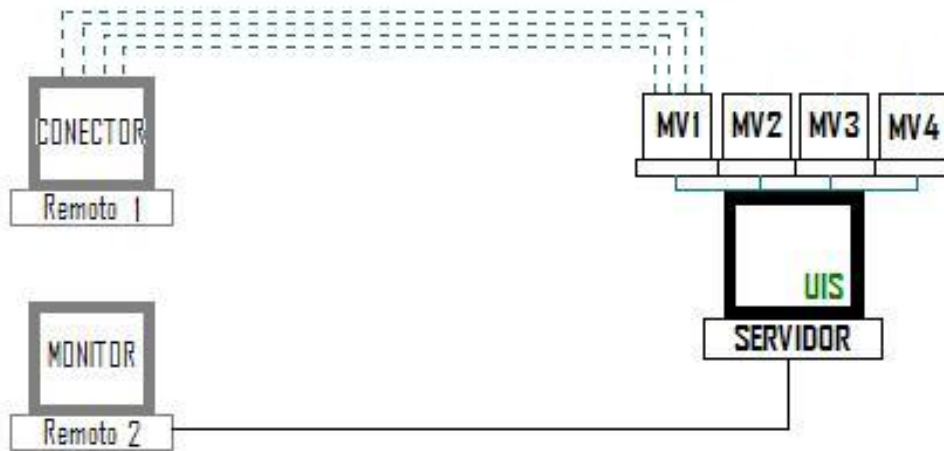 CONECTOR
Remoto 1
MV1 MV2 MV3 MV4
UIS
SERVIDOR
MONITOR
Remoto 2